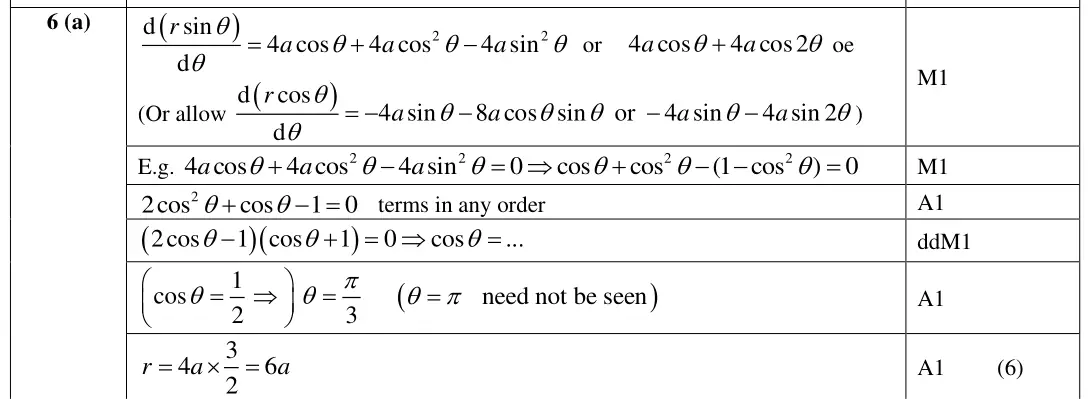 6 (a)
d(r sin θ)/dθ = 4a cos θ + 4a cos² θ − 4a sin² θ or 4a cos θ + 4a cos 2θ oe
M1
(Or allow d(r cos θ)/dθ = −4a sin θ − 8a cos θ sin θ or − 4a sin θ − 4a sin 2θ )
E.g. 4a cos θ + 4a cos² θ − 4a sin² θ = 0 ⇒ cos θ + cos² θ − (1 − cos² θ) = 0 M1
2cos² θ + cos θ − 1 = 0 terms in any order A1
(2cos θ − 1)(cos θ + 1) = 0 ⇒ cos θ = ... ddM1
(cos θ = 1/2 ⇒) θ = π/3 (θ = π need not be seen) A1
r = 4a × 3/2 = 6a A1 (6)